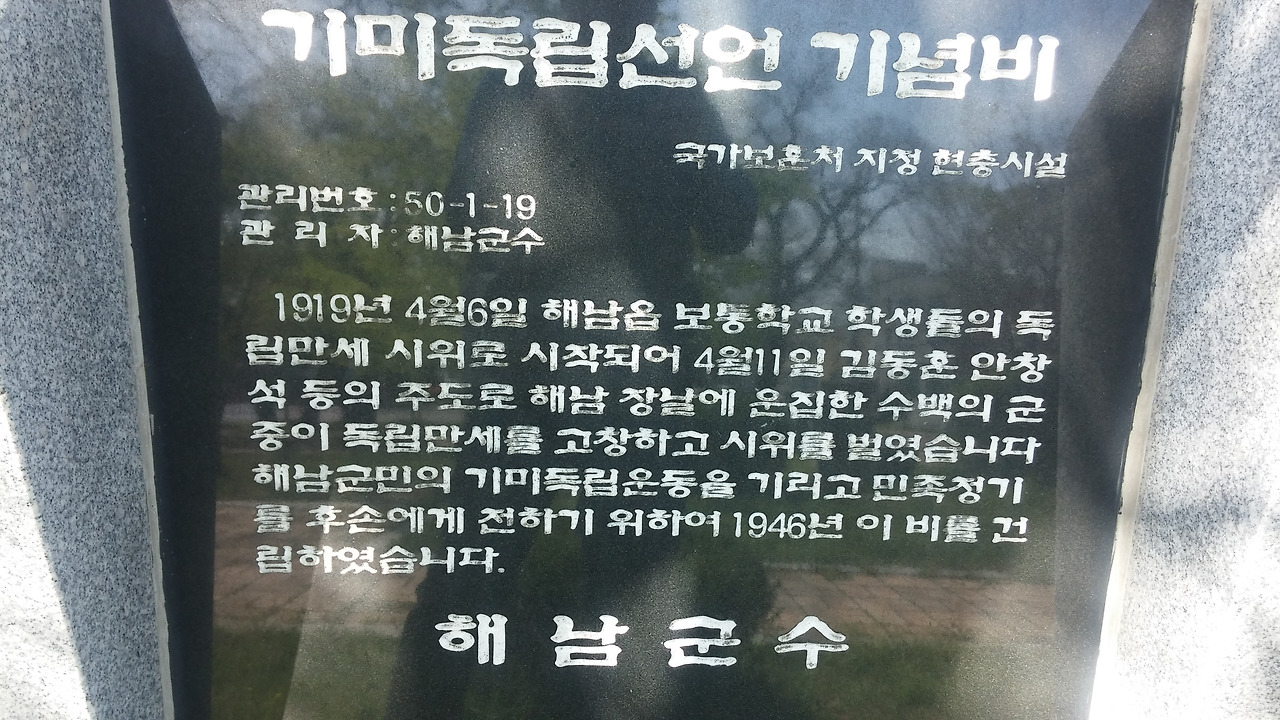 기미독립선언 기념비
국가보훈처 지정 현충시설
관리번호 : 50-1-19
관 리 자 : 해남군수
1919년 4월6일 해남읍 보통학교 학생들의 독
립만세 시위로 시작되어 4월11일 김동훈 안창
석 등의 주도로 해남 장날에 운집한 수백의 군
중이 독립만세를 고창하고 시위를 벌였습니다
해남군민의 기미독립운동을 기리고 민족정기
를 후손에게 전하기 위하여 1946년 이 비를 건
립하였습니다.
해 남 군 수